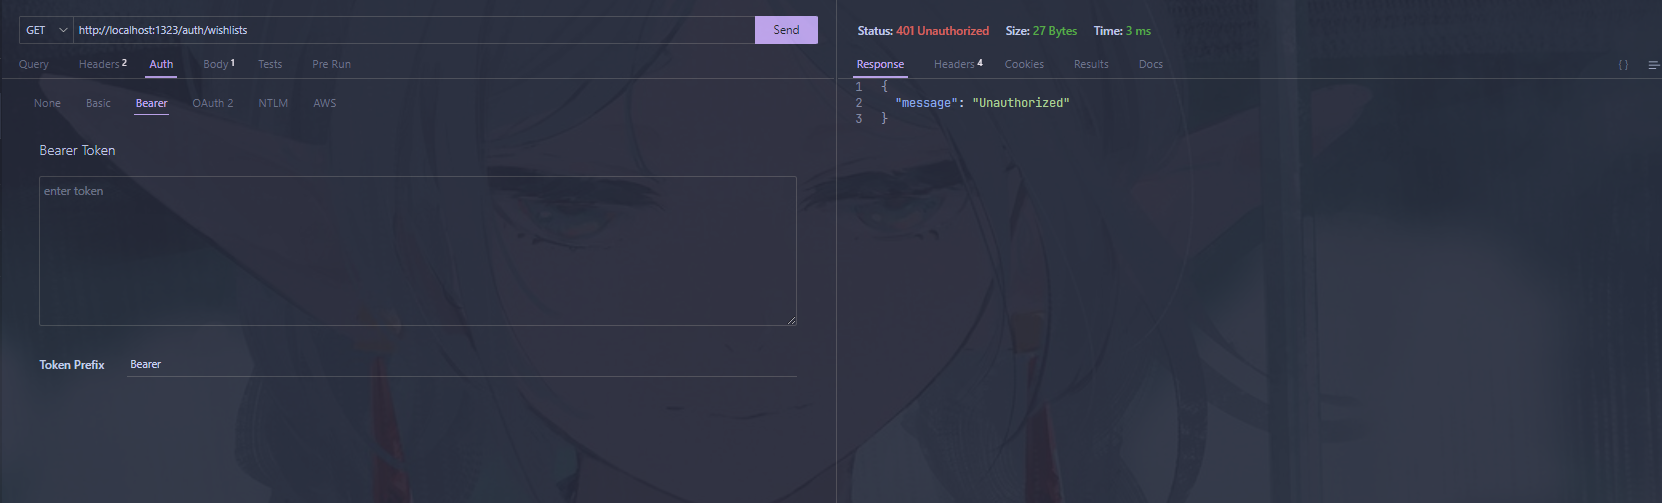 GET http://localhost:1323/auth/wishlists Send
Query Headers 2 Auth Body 1 Tests Pre Run
None Basic Bearer OAuth 2 NTLM AWS
Bearer Token
enter token
Token Prefix Bearer
Status: 401 Unauthorized Size: 27 Bytes Time: 3 ms
Response Headers 4 Cookies Results Docs { }
1 {
2 "message": "Unauthorized"
3 }